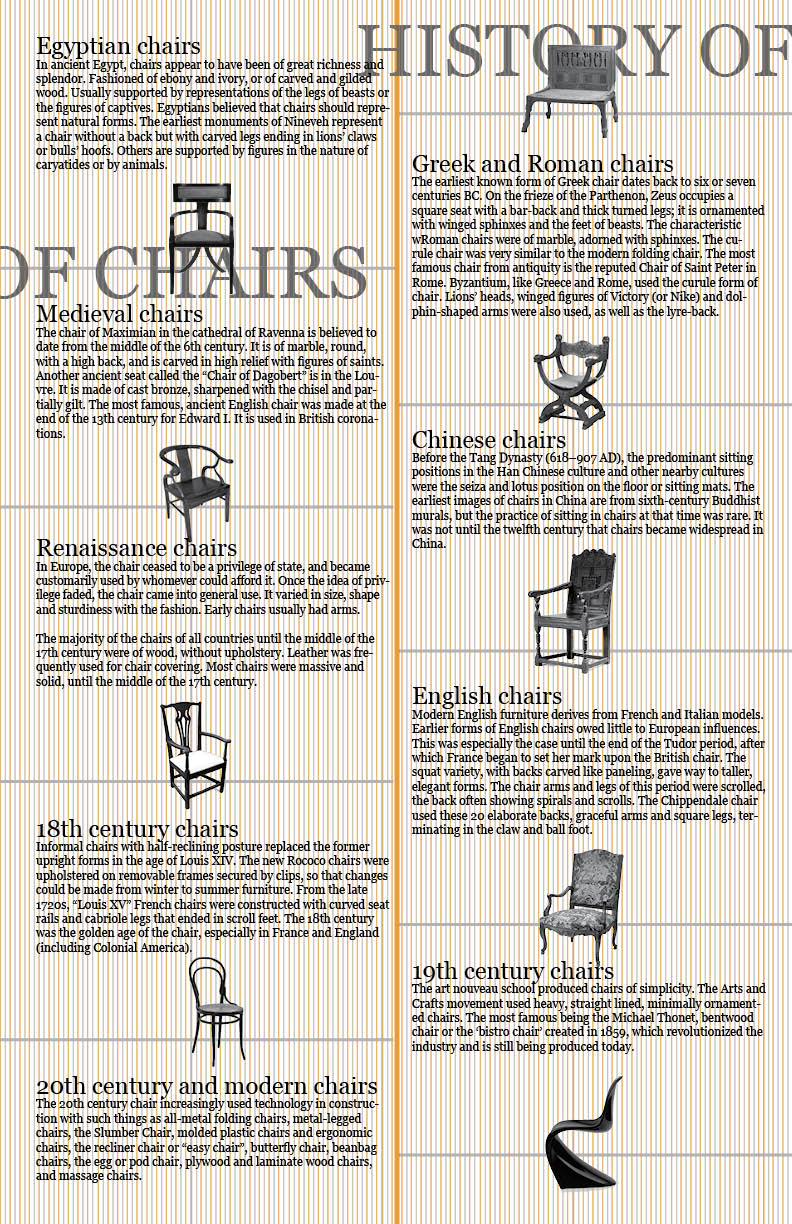 HISTORY OF
Egyptian chairs
In ancient Egypt, chairs appear to have been of great richness and
splendor. Fashioned of ebony and ivory, or of carved and gilded
wood. Usually supported by representations of the legs of beasts or
the figures of captives. Egyptians believed that chairs should repre-
sent natural forms. The earliest monuments of Nineveh represent
a chair without a back but with carved legs ending in lions’ claws
or bulls’ hoofs. Others are supported by figures in the nature of
caryatides or by animals.
Greek and Roman chairs
The earliest known form of Greek chair dates back to six or seven
centuries BC. On the frieze of the Parthenon, Zeus occupies a
square seat with a bar-back and thick turned legs; it is ornamented
with winged sphinxes and the feet of beasts. The characteristic
wRoman chairs were of marble, adorned with sphinxes. The cu-
rule chair was very similar to the modern folding chair. The most
famous chair from antiquity is the reputed Chair of Saint Peter in
Rome. Byzantium, like Greece and Rome, used the curule form of
chair. Lions’ heads, winged figures of Victory (or Nike) and dol-
phin-shaped arms were also used, as well as the lyre-back.
OF CHAIRS
Medieval chairs
The chair of Maximian in the cathedral of Ravenna is believed to
date from the middle of the 6th century. It is of marble, round,
with a high back, and is carved in high relief with figures of saints.
Another ancient seat called the “Chair of Dagobert” is in the Lou-
vre. It is made of cast bronze, sharpened with the chisel and par-
tially gilt. The most famous, ancient English chair was made at the
end of the 13th century for Edward I. It is used in British corona-
tions.
Chinese chairs
Before the Tang Dynasty (618–907 AD), the predominant sitting
positions in the Han Chinese culture and other nearby cultures
were the seiza and lotus position on the floor or sitting mats. The
earliest images of chairs in China are from sixth-century Buddhist
murals, but the practice of sitting in chairs at that time was rare. It
was not until the twelfth century that chairs became widespread in
China.
Renaissance chairs
In Europe, the chair ceased to be a privilege of state, and became
customarily used by whomever could afford it. Once the idea of priv-
ilege faded, the chair came into general use. It varied in size, shape
and sturdiness with the fashion. Early chairs usually had arms.
The majority of the chairs of all countries until the middle of the
17th century were of wood, without upholstery. Leather was fre-
quently used for chair covering. Most chairs were massive and
solid, until the middle of the 17th century.
English chairs
Modern English furniture derives from French and Italian models.
Earlier forms of English chairs owed little to European influences.
This was especially the case until the end of the Tudor period, after
which France began to set her mark upon the British chair. The
squat variety, with backs carved like paneling, gave way to taller,
elegant forms. The chair arms and legs of this period were scrolled,
the back often showing spirals and scrolls. The Chippendale chair
used these 20 elaborate backs, graceful arms and square legs, ter-
minating in the claw and ball foot.
18th century chairs
Informal chairs with half-reclining posture replaced the former
upright forms in the age of Louis XIV. The new Rococo chairs were
upholstered on removable frames secured by clips, so that changes
could be made from winter to summer furniture. From the late
1720s, “Louis XV” French chairs were constructed with curved seat
rails and cabriole legs that ended in scroll feet. The 18th century
was the golden age of the chair, especially in France and England
(including Colonial America).
19th century chairs
The art nouveau school produced chairs of simplicity. The Arts and
Crafts movement used heavy, straight lined, minimally ornament-
ed chairs. The most famous being the Michael Thonet, bentwood
chair or the ‘bistro chair’ created in 1859, which revolutionized the
industry and is still being produced today.
20th century and modern chairs
The 20th century chair increasingly used technology in construc-
tion with such things as all-metal folding chairs, metal-legged
chairs, the Slumber Chair, molded plastic chairs and ergonomic
chairs, the recliner chair or “easy chair”, butterfly chair, beanbag
chairs, the egg or pod chair, plywood and laminate wood chairs,
and massage chairs.